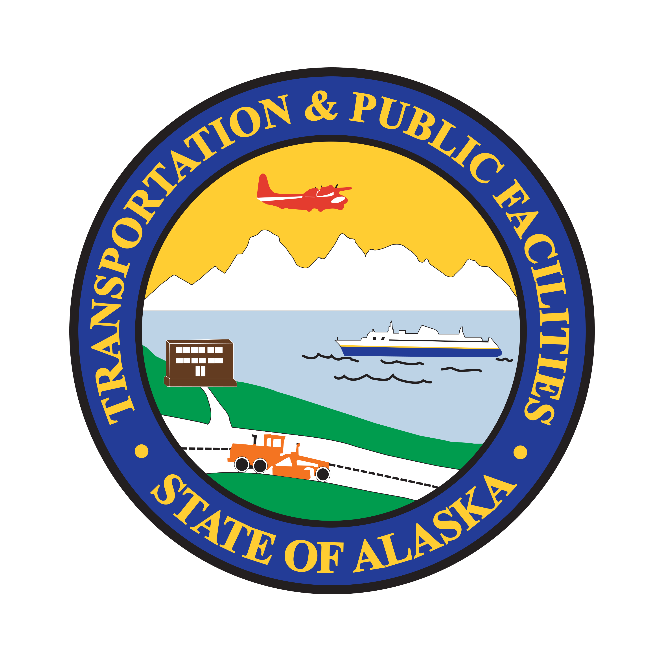 TRANSPORTATION & PUBLIC FACILITIES
STATE OF ALASKA